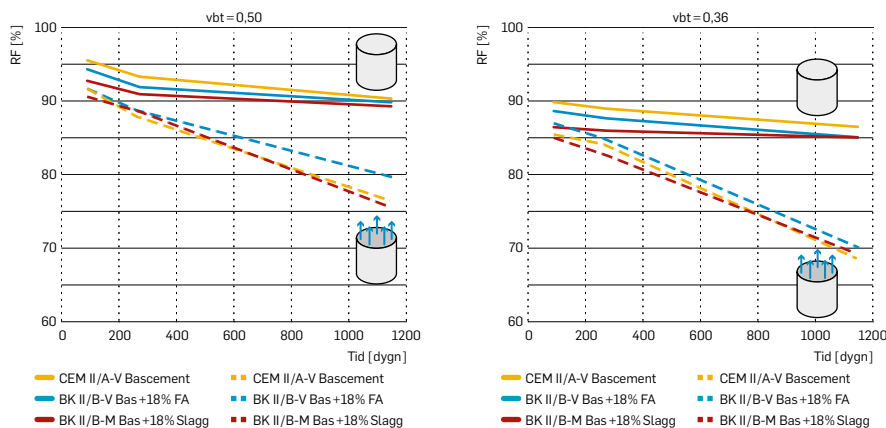 vbt = 0,50
RF [%]
100
90
80
70
60
0 200 400 600 800 1000 1200
Tid [dygn]
CEM II/A-V Bascement
CEM II/A-V Bascement
BK II/B-V Bas +18% FA
BK II/B-V Bas +18% FA
BK II/B-M Bas +18% Slagg
BK II/B-M Bas +18% Slagg
vbt = 0,36
RF [%]
100
90
80
70
60
0 200 400 600 800 1000 1200
Tid [dygn]
CEM II/A-V Bascement
CEM II/A-V Bascement
BK II/B-V Bas +18% FA
BK II/B-V Bas +18% FA
BK II/B-M Bas +18% Slagg
BK II/B-M Bas +18% Slagg